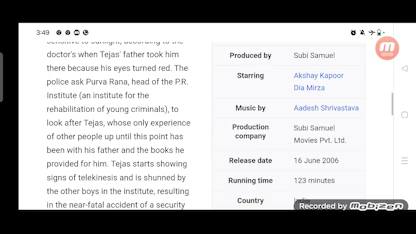 3:49
sensitive to sunlight, according to the
doctor's when Tejas' father took him
there because his eyes turned red. The
police ask Purva Rana, head of the P.R.
Institute (an institute for the
rehabilitation of young criminals), to
look after Tejas, whose only experience
of other people up until this point has
been with his father and the books he
provided for him. Tejas starts showing
signs of telekinesis and is shunned by
the other boys in the institute, resulting
in the near-fatal accident of a security
Produced by Subi Samuel
Starring Akshay Kapoor
Dia Mirza
Music by Aadesh Shrivastava
Production Subi Samuel
company Movies Pvt. Ltd.
Release date 16 June 2006
Running time 123 minutes
Country
Recorded by MOBIZEN